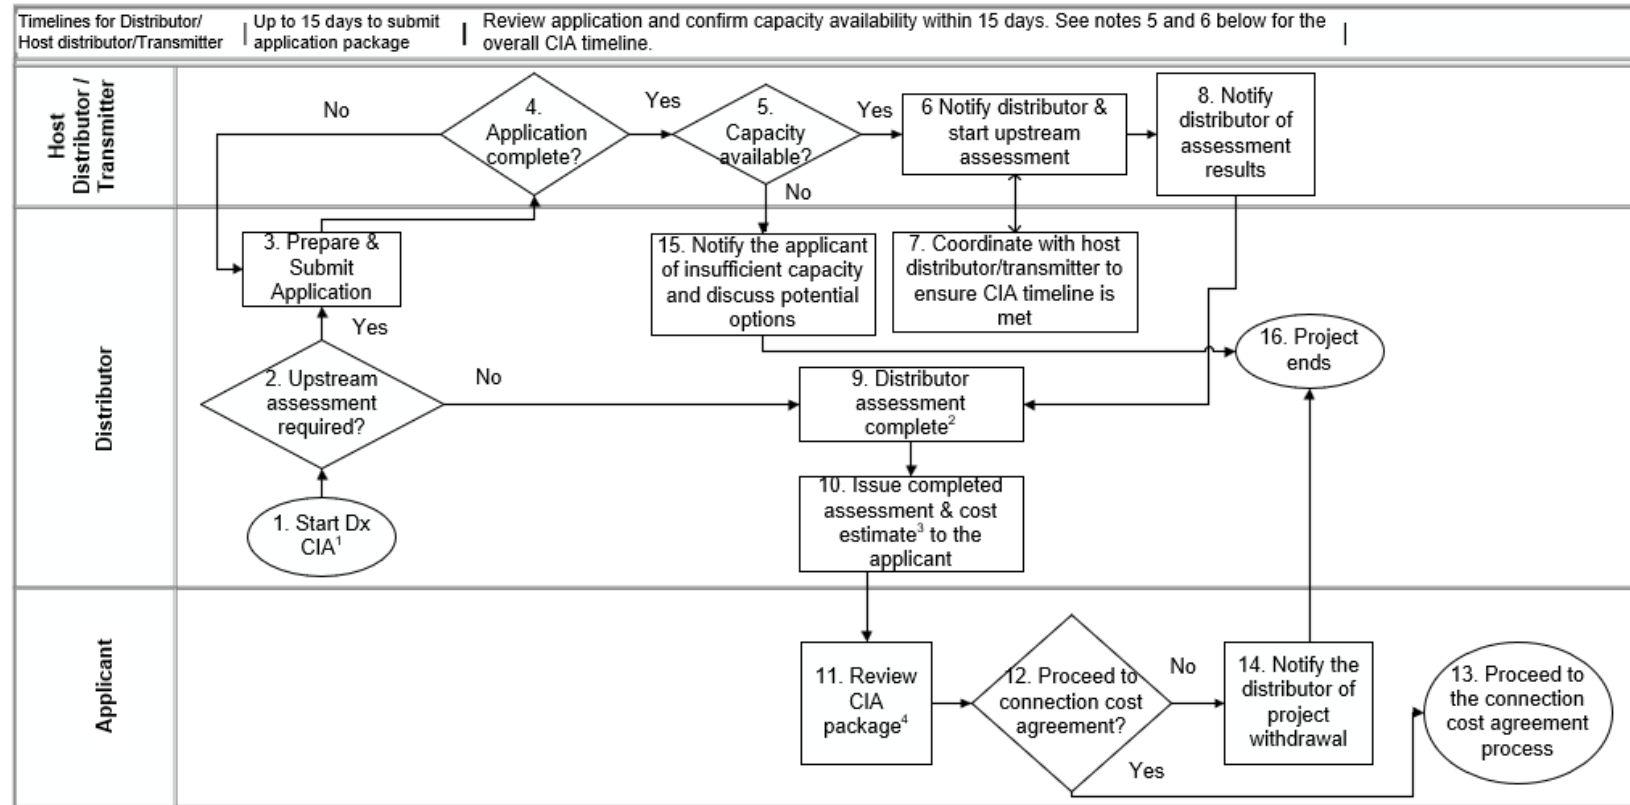 Timelines for Distributor/
Host distributor/Transmitter
Up to 15 days to submit
application package
Review application and confirm capacity availability within 15 days. See notes 5 and 6 below for the
overall CIA timeline.
Host
Distributor /
Transmitter
No
4.
Application
complete?
Yes
5.
Capacity
available?
Yes
No
6 Notify distributor &
start upstream
assessment
8. Notify
distributor of
assessment
results
Distributor
3. Prepare &
Submit
Application
Yes
15. Notify the applicant
of insufficient capacity
and discuss potential
options
7. Coordinate with host
distributor/transmitter to
ensure CIA timeline is
met
16. Project
ends
2. Upstream
assessment
required?
No
9. Distributor
assessment
complete²
1. Start Dx
CIA¹
10. Issue completed
assessment & cost
estimate³ to the
applicant
Applicant
11. Review
CIA
package⁴
12. Proceed to
connection cost
agreement?
No
Yes
14. Notify the
distributor of
project
withdrawal
13. Proceed to
the connection
cost agreement
process